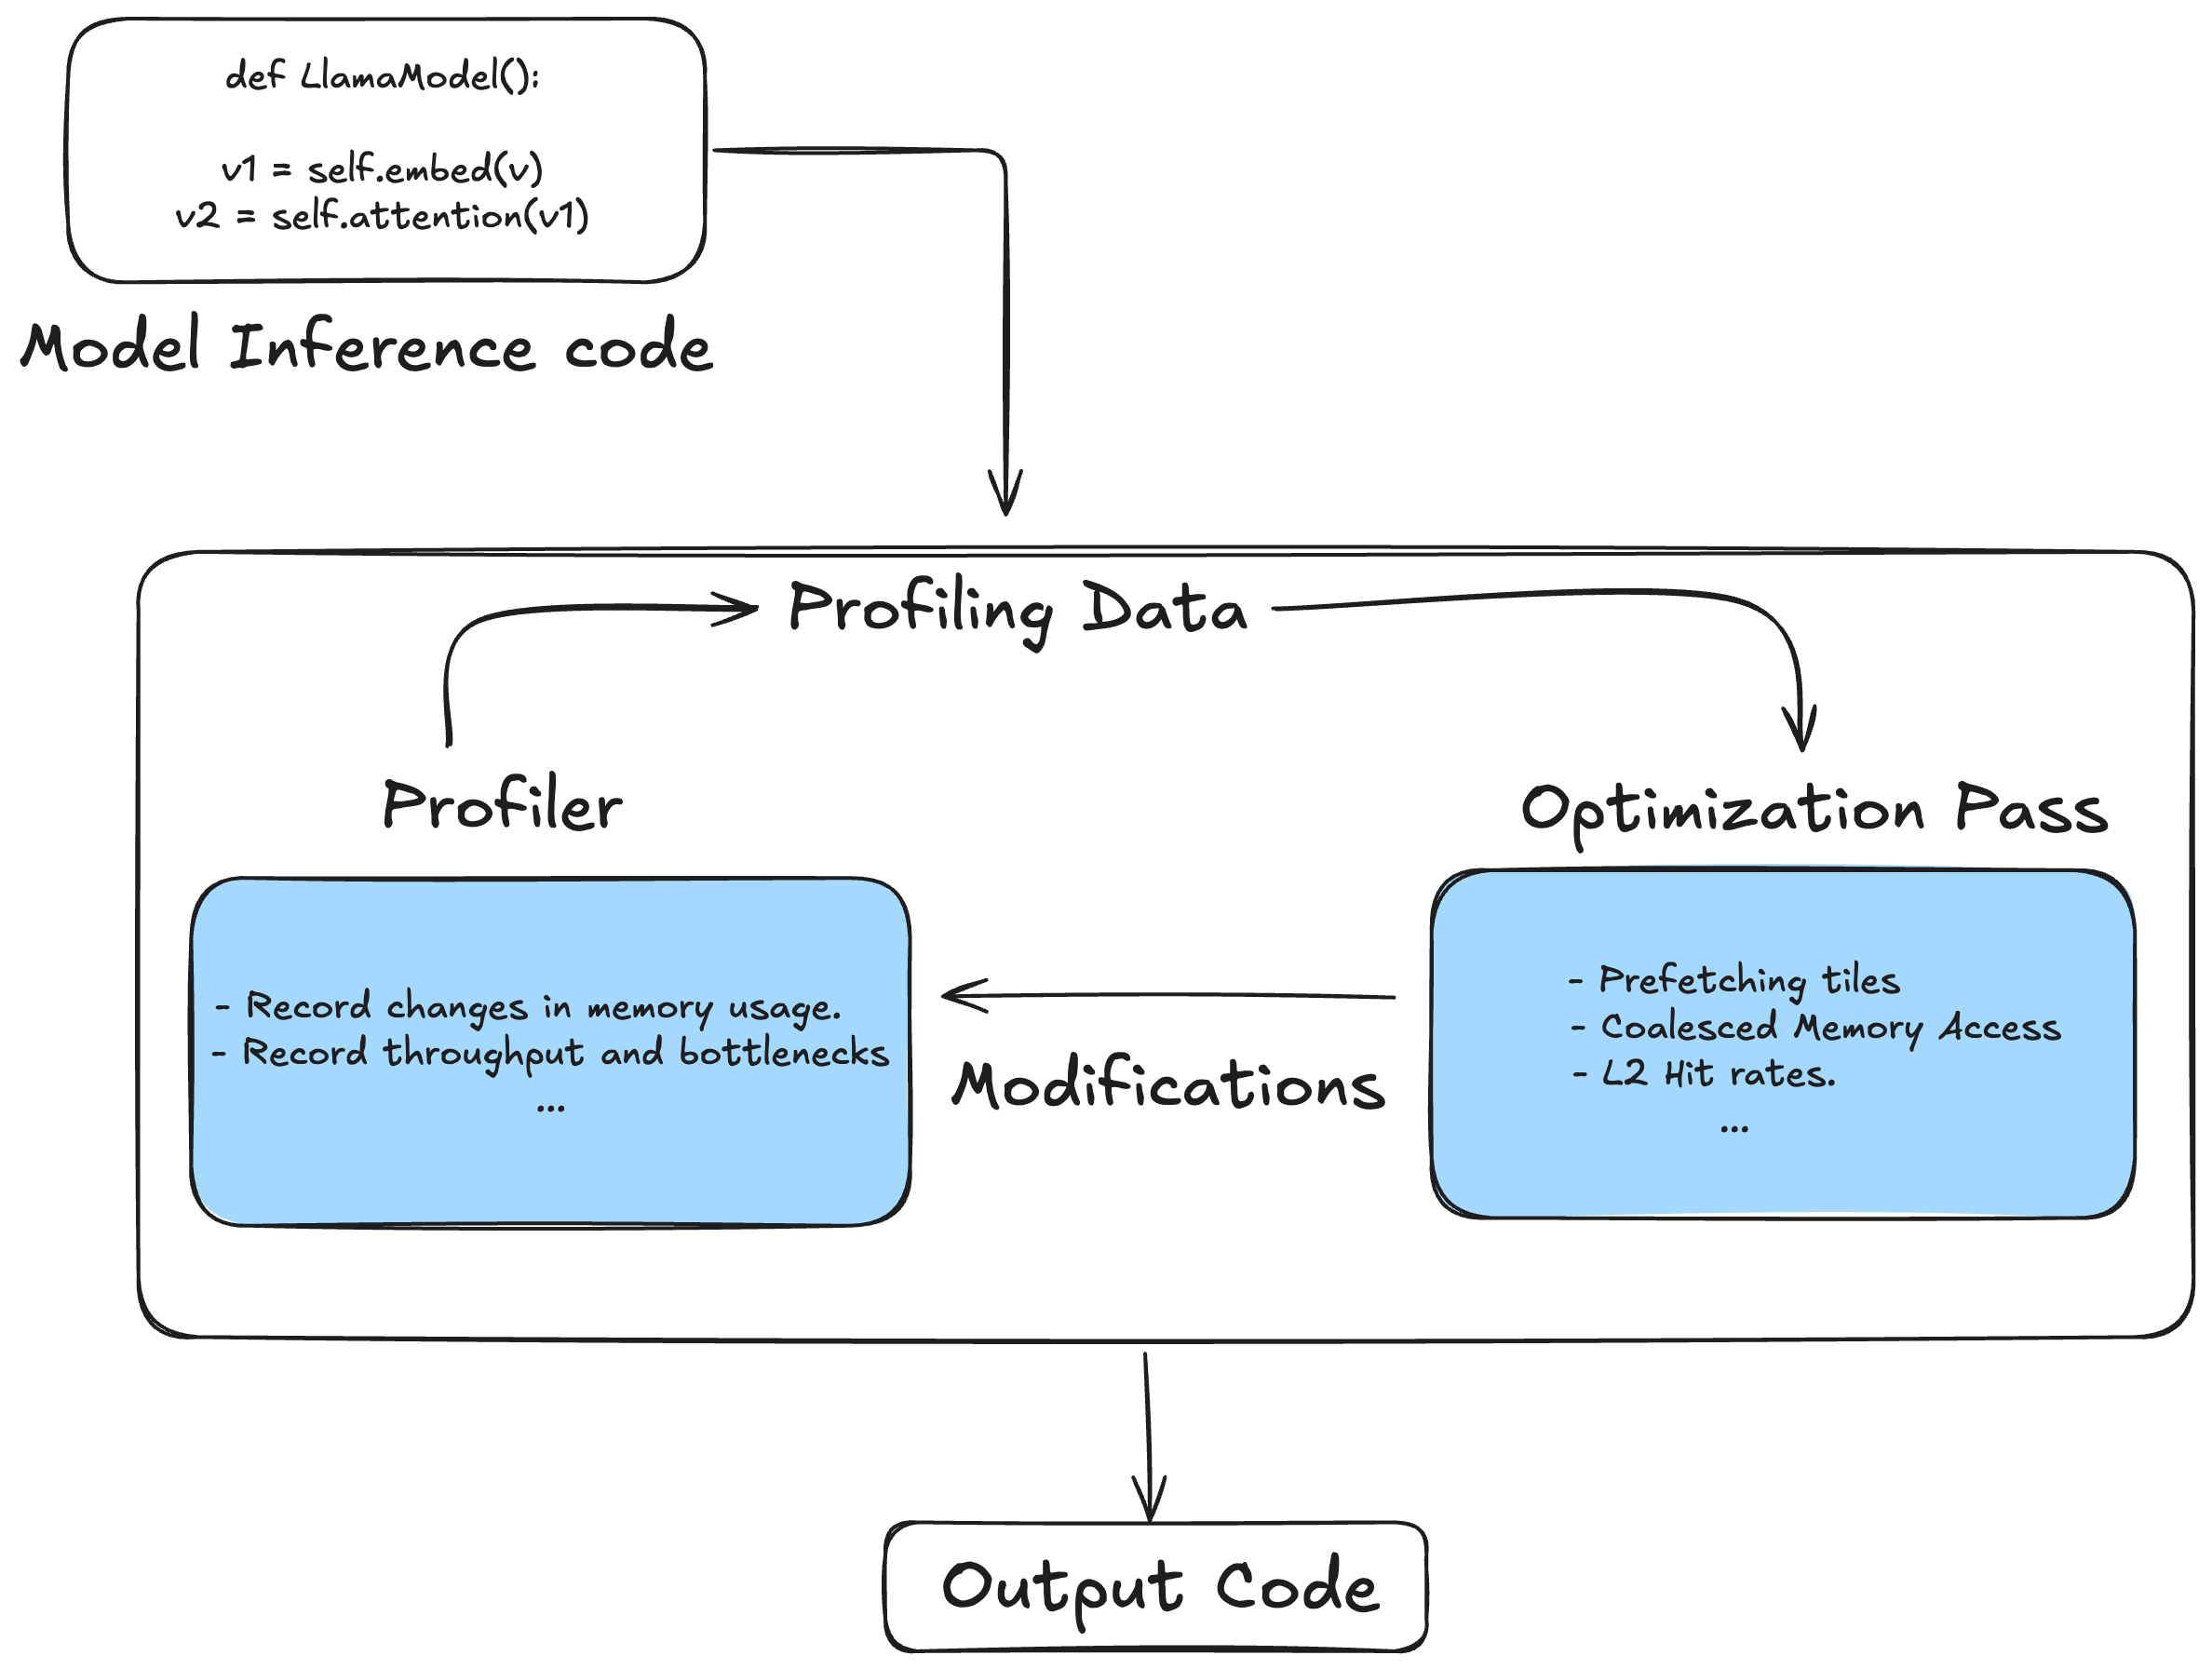 def LlamaModel():
v1 = self.embed(v)
v2 = self.attention(v1)
Model Inference code
Profiling Data
Profiler
Optimization Pass
- Record changes in memory usage.
- Record throughput and bottlenecks
...
Modifications
- Prefetching tiles
- Coalesced Memory Access
- L2 Hit rates.
...
Output Code